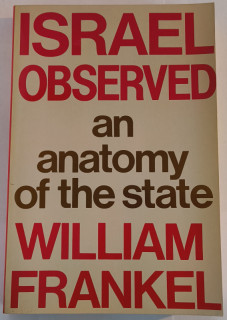 ISRAEL
OBSERVED
an
anatomy
of the state
WILLIAM
FRANKEL